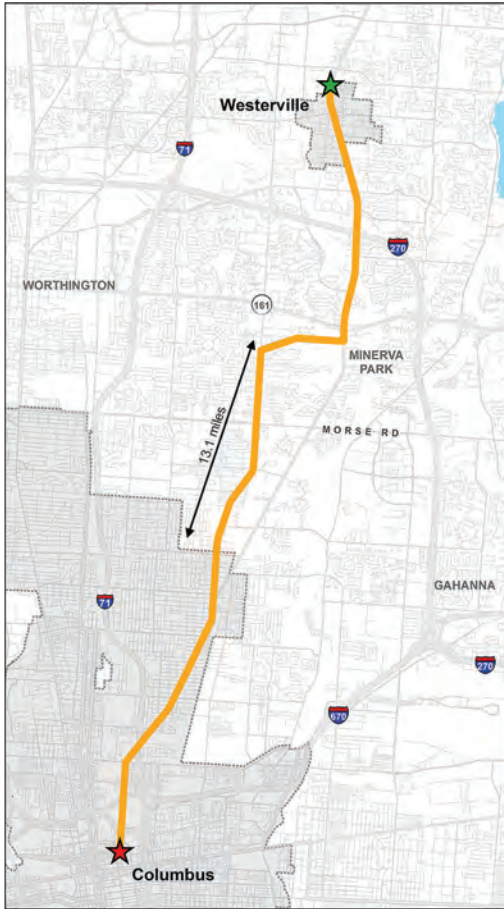 Westerville
71
270
WORTHINGTON
161
MINERVA
PARK
MORSE RD
13.1 miles
GAHANNA
71
270
670
Columbus